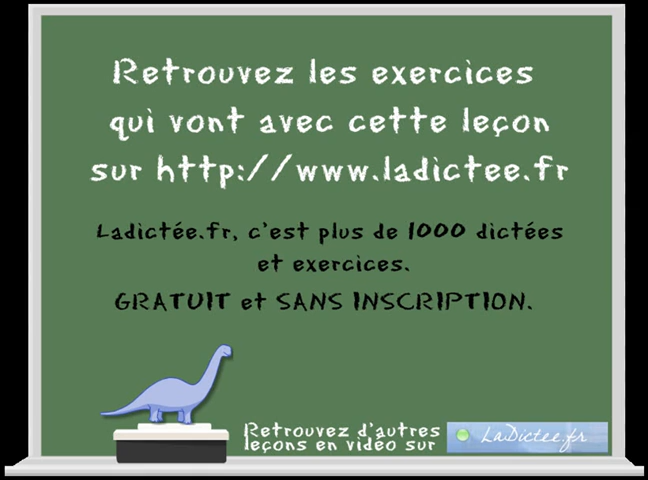 Retrouvez les exercices
qui vont avec cette leçon
sur http://www.ladictee.fr
Ladictée.fr, c'est plus de 1000 dictées
et exercices.
GRATUIT et SANS INSCRIPTION.
Retrouvez d'autres
leçons en vidéo sur
LaDictee.fr